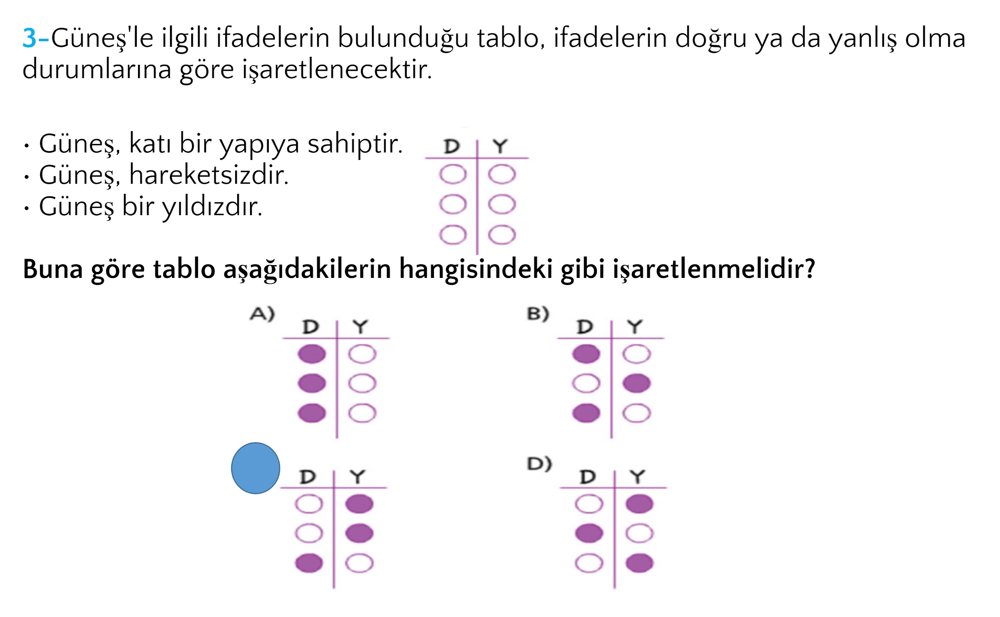 3-Güneş'le ilgili ifadelerin bulunduğu tablo, ifadelerin doğru ya da yanlış olma
durumlarına göre işaretlenecektir.
• Güneş, katı bir yapıya sahiptir.
• Güneş, hareketsizdir.
• Güneş bir yıldızdır.
D Y
Buna göre tablo aşağıdakilerin hangisindeki gibi işaretlenmelidir?
A)
D Y
B)
D Y
D Y
D)
D Y